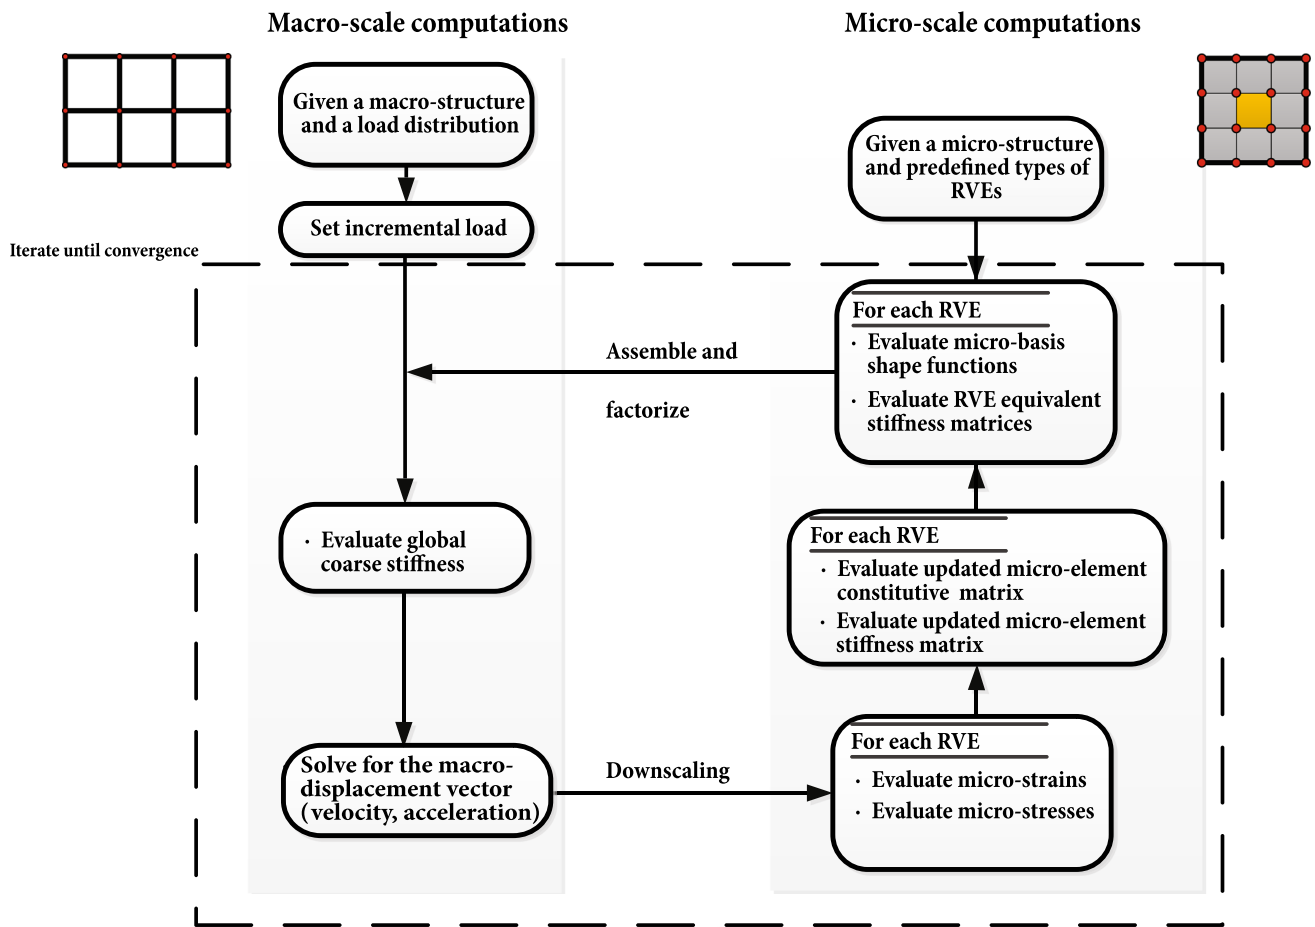 Macro-scale computations
Micro-scale computations
Given a macro-structure
and a load distribution
Given a micro-structure
and predefined types of
RVEs
Set incremental load
Iterate until convergence
For each RVE
· Evaluate micro-basis
shape functions
· Evaluate RVE equivalent
stiffness matrices
Assemble and
factorize
· Evaluate global
coarse stiffness
For each RVE
· Evaluate updated micro-element
constitutive matrix
· Evaluate updated micro-element
stiffness matrix
Solve for the macro-
displacement vector
(velocity, acceleration)
Downscaling
For each RVE
· Evaluate micro-strains
· Evaluate micro-stresses